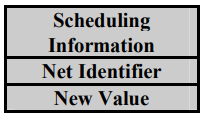 Scheduling
Information
Net Identifier
New Value